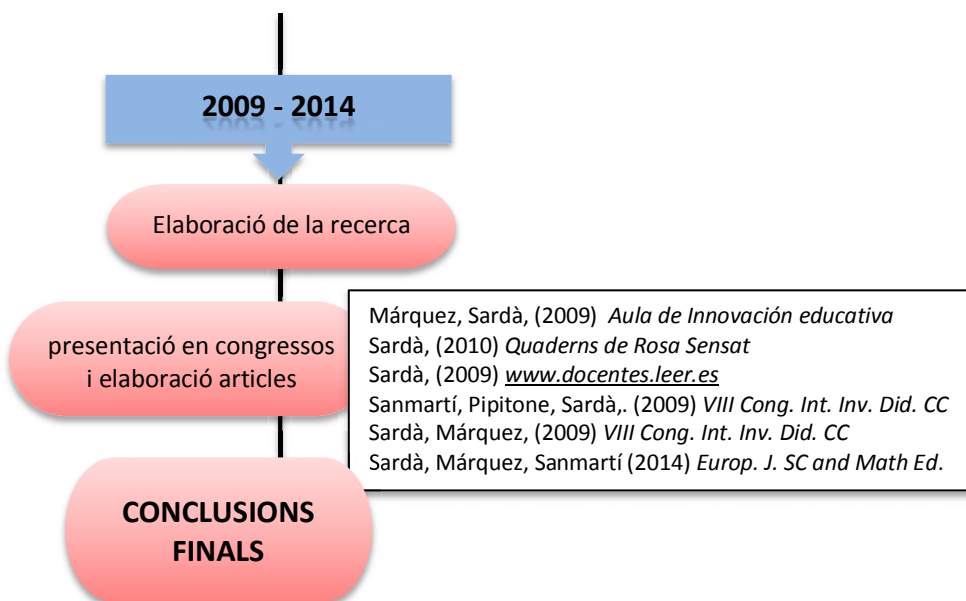 2009 - 2014
Elaboració de la recerca
presentació en congressos
i elaboració articles
Márquez, Sardà, (2009) Aula de Innovación educativa
Sardà, (2010) Quaderns de Rosa Sensat
Sardà, (2009) www.docentes.leer.es
Sanmartí, Pipitone, Sardà,. (2009) VIII Cong. Int. Inv. Did. CC
Sardà, Márquez, (2009) VIII Cong. Int. Inv. Did. CC
Sardà, Márquez, Sanmartí (2014) Europ. J. SC and Math Ed.
CONCLUSIONS
FINALS